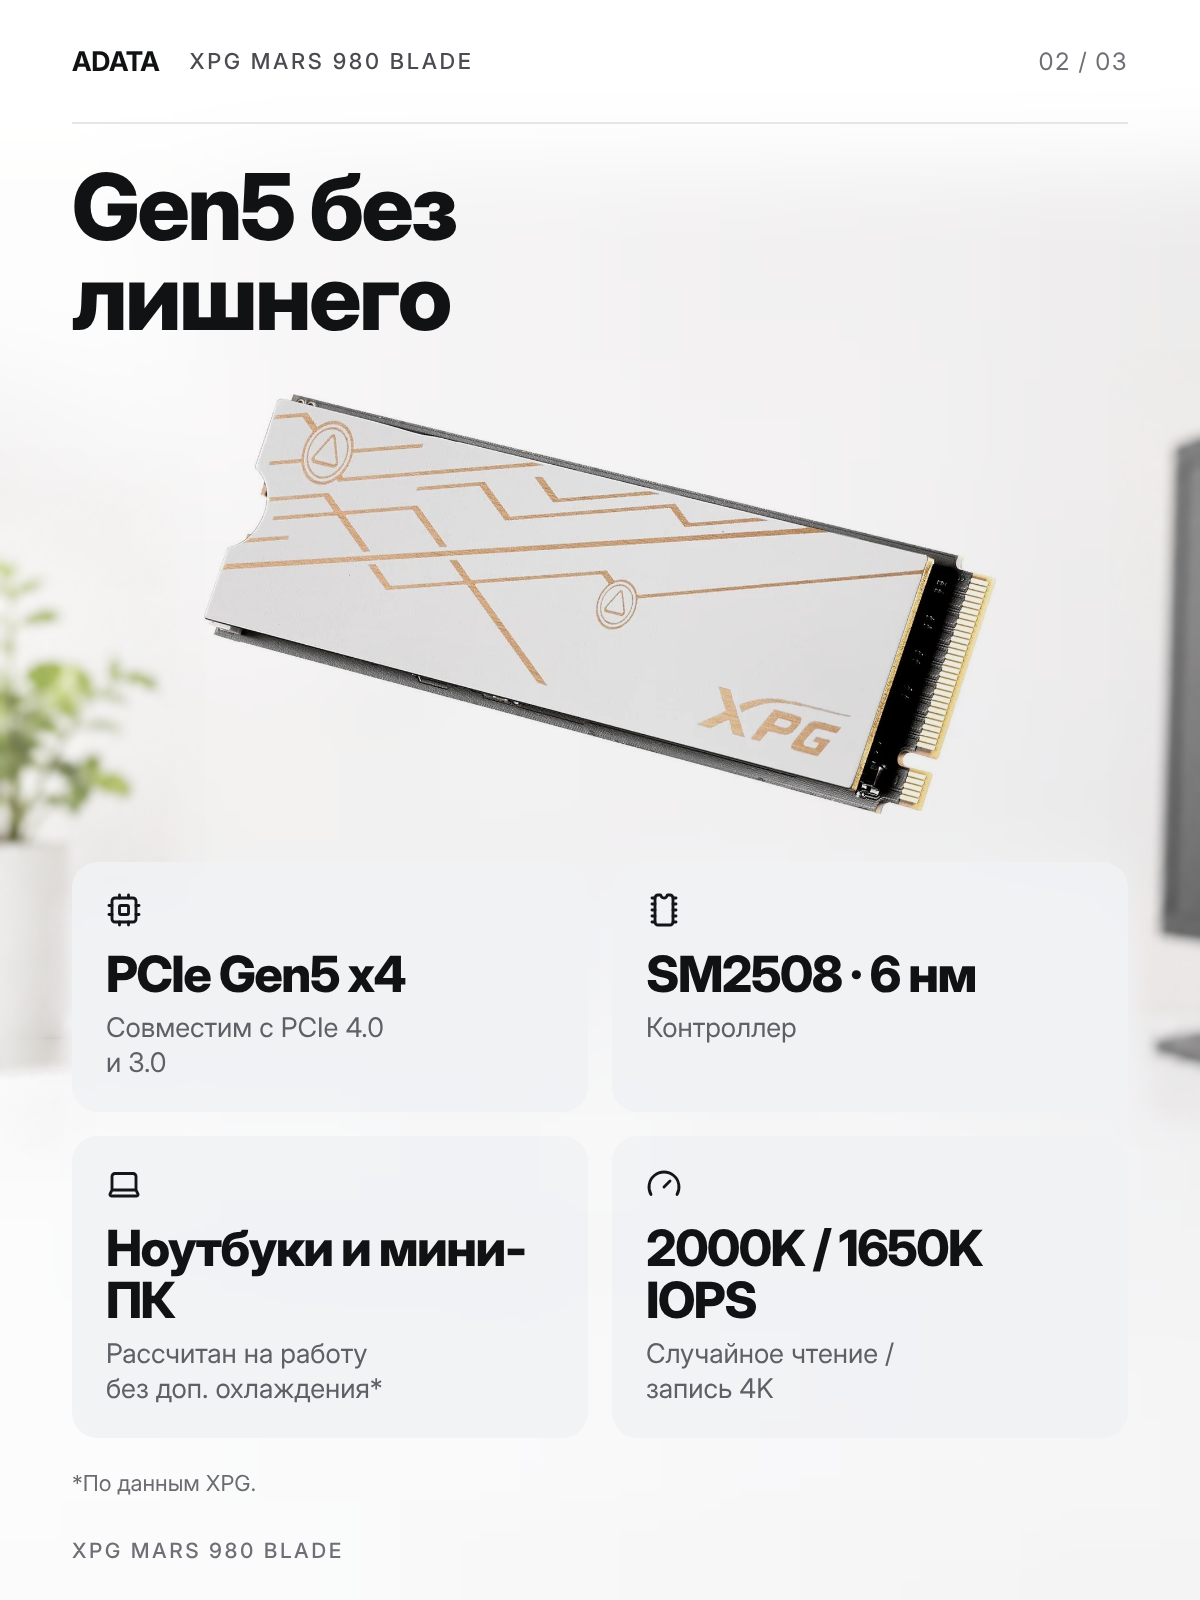 ADATA XPG MARS 980 BLADE 02 / 03
Gen5 без
лишнего
XPG
PCIe Gen5 x4
Совместим с PCIe 4.0
и 3.0
SM2508 · 6 нм
Контроллер
Ноутбуки и мини-
ПК
Рассчитан на работу
без доп. охлаждения*
2000K / 1650K
IOPS
Случайное чтение /
запись 4K
*По данным XPG.
XPG MARS 980 BLADE